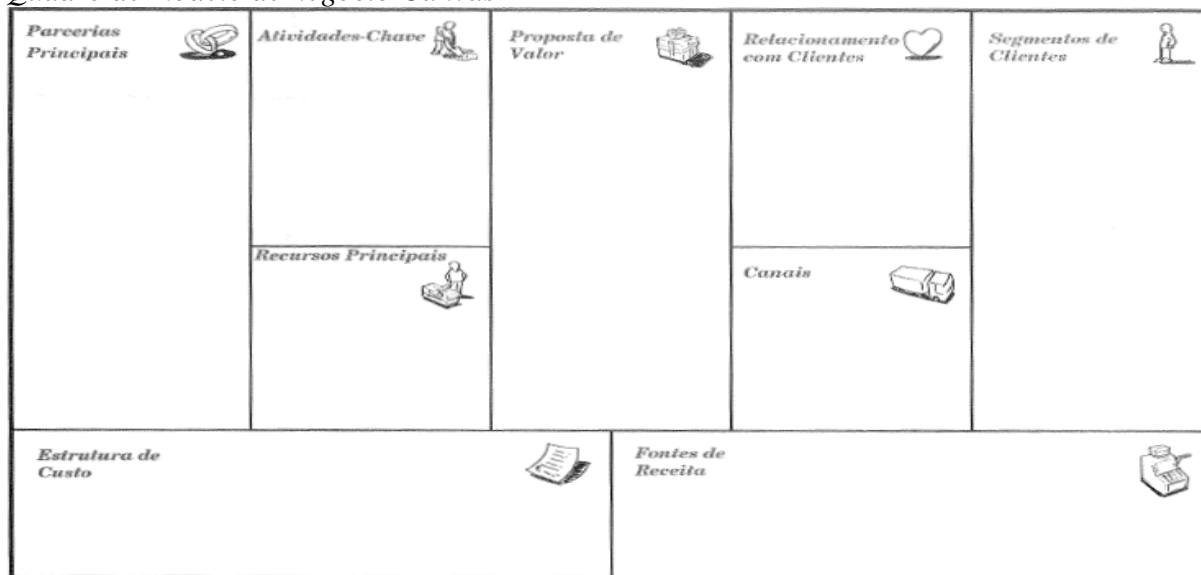 Parcerias
Principais
Atividades-Chave
Proposta de
Valor
Relacionamento
com Clientes
Segmentos de
Clientes
Recursos Principais
Canais
Estrutura de
Custo
Fontes de
Receita